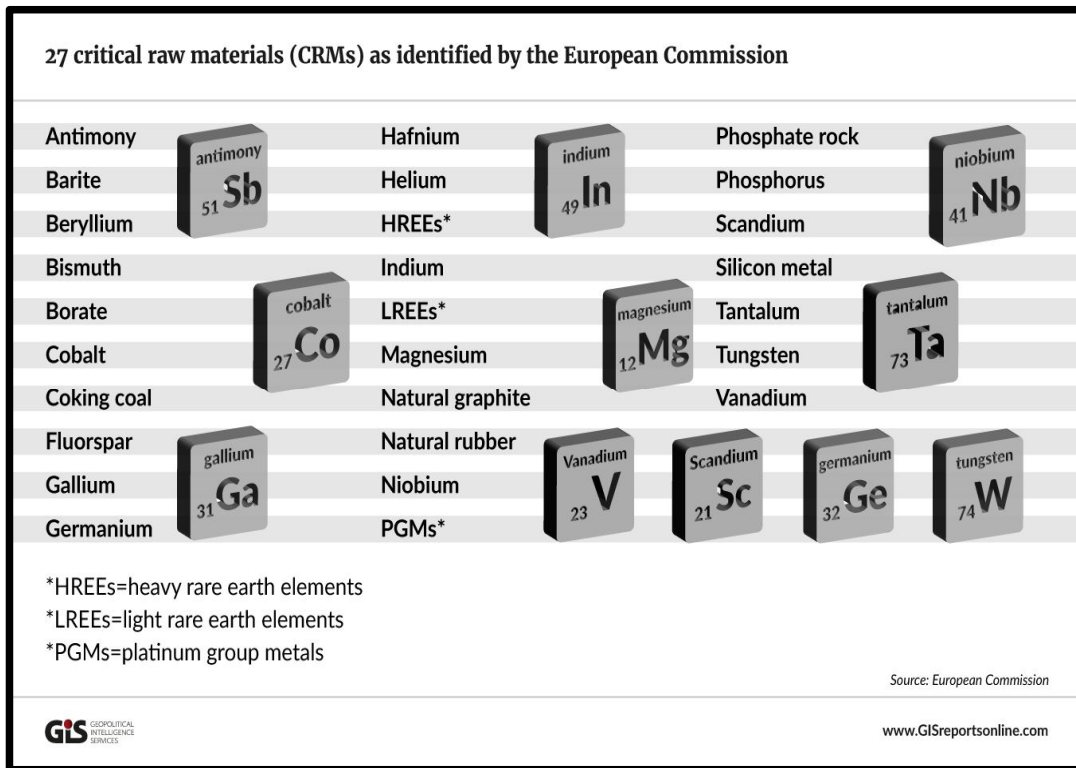 27 critical raw materials (CRMs) as identified by the European Commission
Antimony
Barite
Beryllium
Bismuth
Borate
Cobalt
Coking coal
Fluorspar
Gallium
Germanium
antimony
51 Sb
cobalt
27 Co
gallium
31 Ga
Hafnium
Helium
HREEs*
Indium
LREEs*
Magnesium
Natural graphite
Natural rubber
Niobium
PGMs*
indium
49 In
magnesium
12 Mg
Phosphate rock
Phosphorus
Scandium
Silicon metal
Tantalum
Tungsten
Vanadium
niobium
41 Nb
tantalum
73 Ta
Vanadium
23 V
Scandium
21 Sc
germanium
32 Ge
tungsten
74 W
*HREEs=heavy rare earth elements
*LREEs=light rare earth elements
*PGMs=platinum group metals
Source: European Commission
GIS
GEOPOLITICAL
INTELLIGENCE
SERVICES
www.GISreportsonline.com